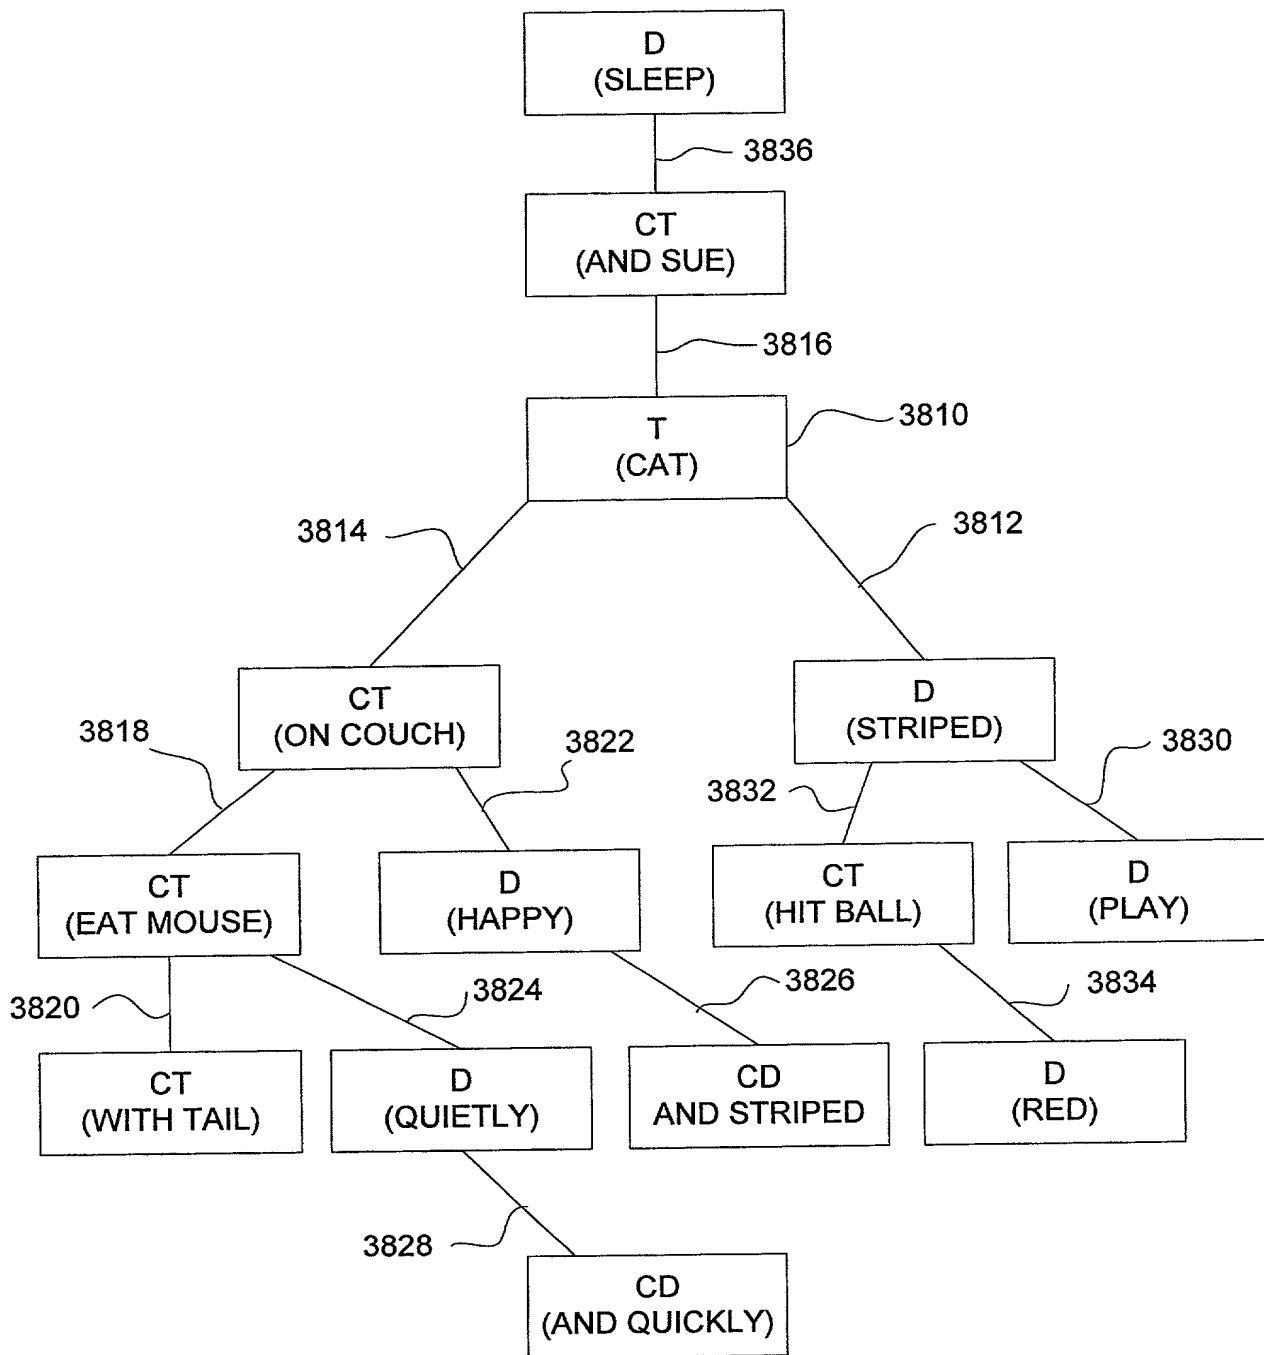 D
(SLEEP)
3836
CT
(AND SUE)
3816
T
(CAT)
3810
3814
3812
CT
(ON COUCH)
D
(STRIPED)
3818
3822
3832
3830
CT
(EAT MOUSE)
D
(HAPPY)
CT
(HIT BALL)
D
(PLAY)
3820
3824
3826
3834
CT
(WITH TAIL)
D
(QUIETLY)
CD
AND STRIPED
D
(RED)
3828
CD
(AND QUICKLY)